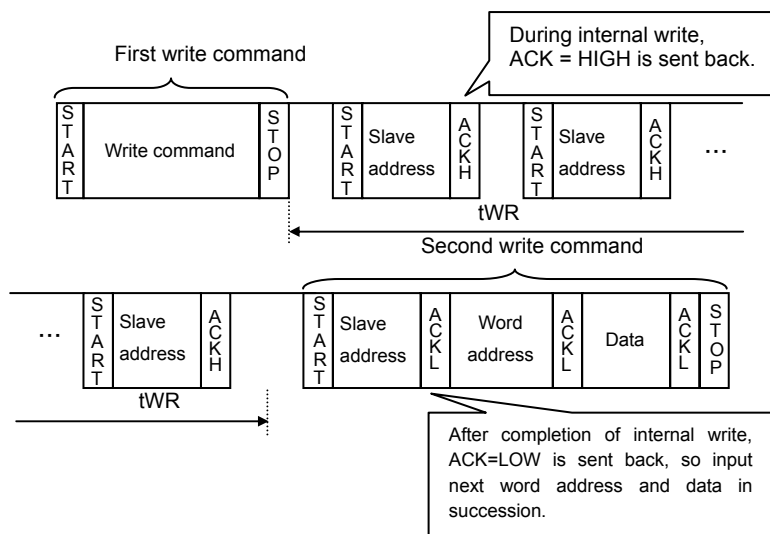 During internal write,
ACK = HIGH is sent back.
First write command
START
Write command
STOP
START
Slave
address
ACKH
START
Slave
address
ACKH
...
tWR
Second write command
...
START
Slave
address
ACKH
START
Slave
address
ACKL
Word
address
ACKL
Data
ACKL
STOP
tWR
After completion of internal write,
ACK=LOW is sent back, so input
next word address and data in
succession.